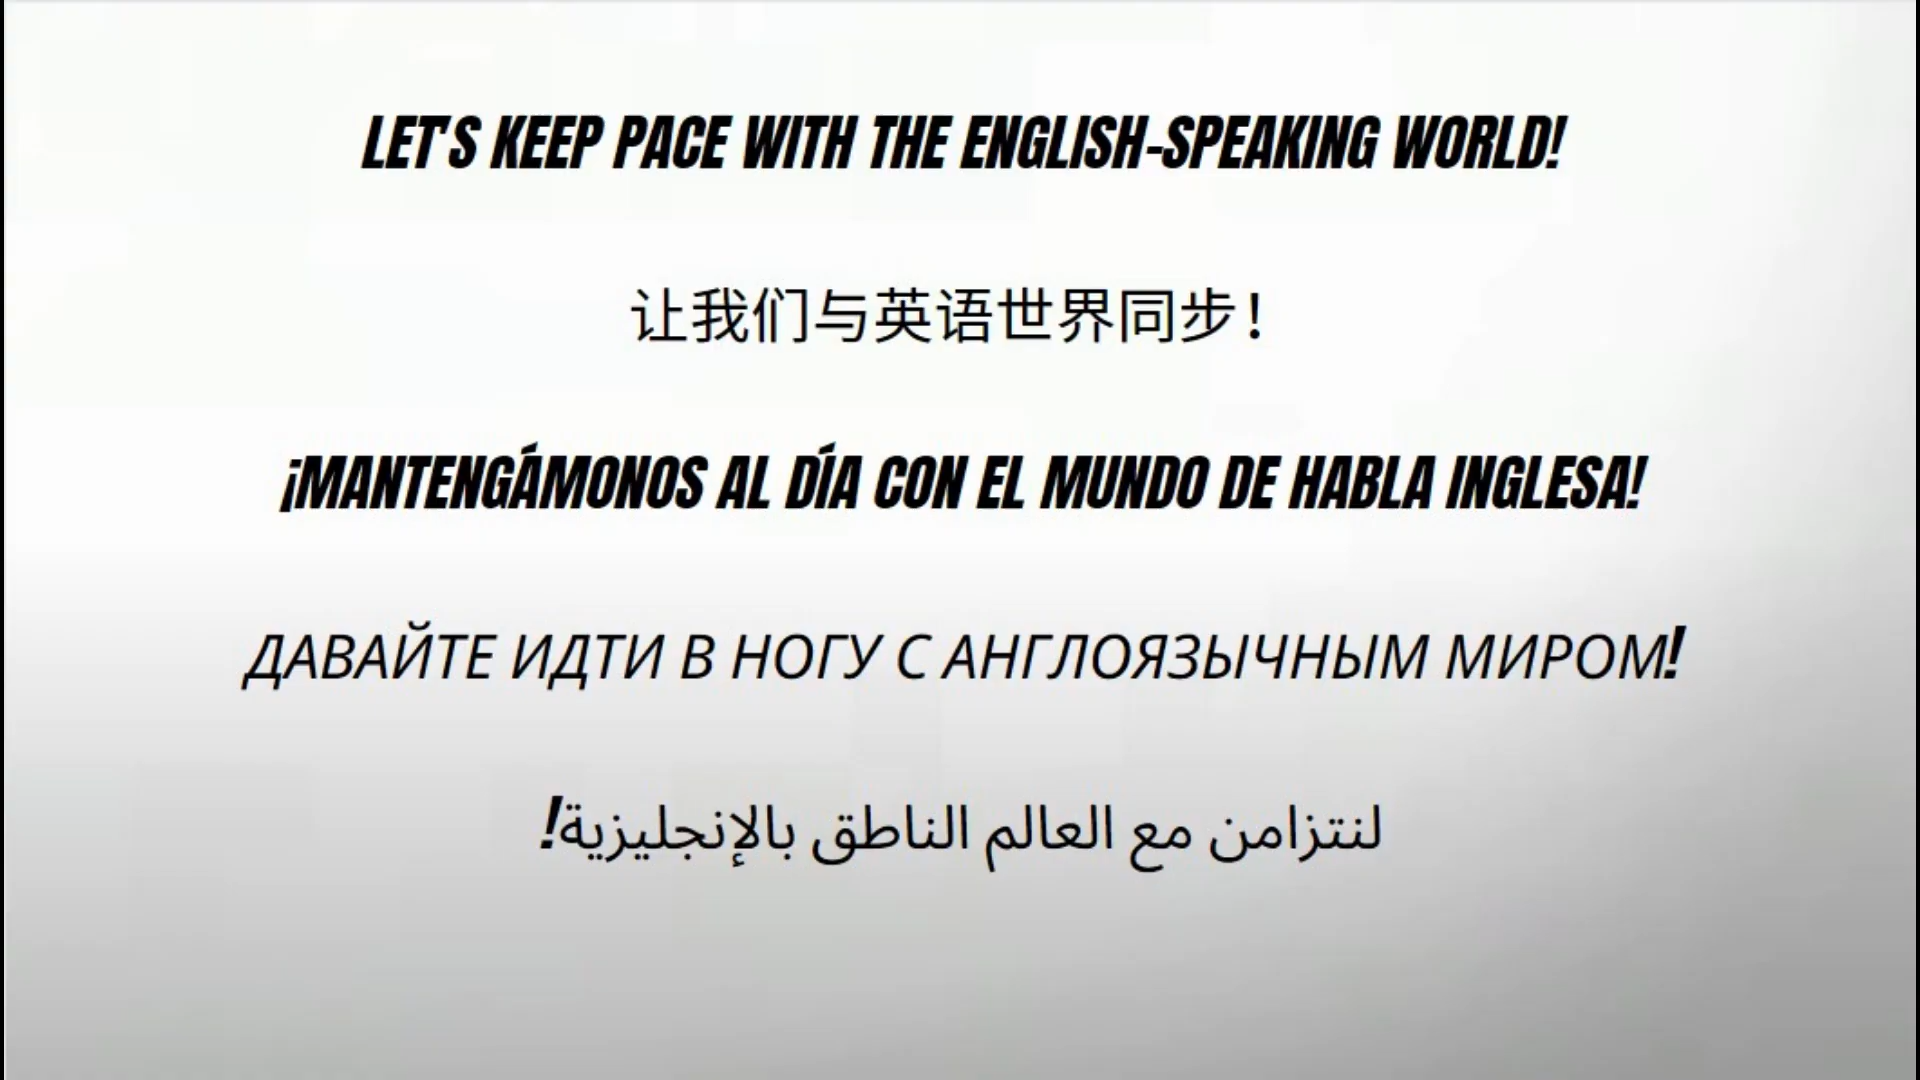 LET'S KEEP PACE WITH THE ENGLISH-SPEAKING WORLD!
让我们与英语世界同步！
¡MANTENGÁMONOS AL DÍA CON EL MUNDO DE HABLA INGLESA!
ДАВАЙТЕ ИДТИ В НОГУ С АНГЛОЯЗЫЧНЫМ МИРОМ!
لنتزامن مع العالم الناطق بالإنجليزية!